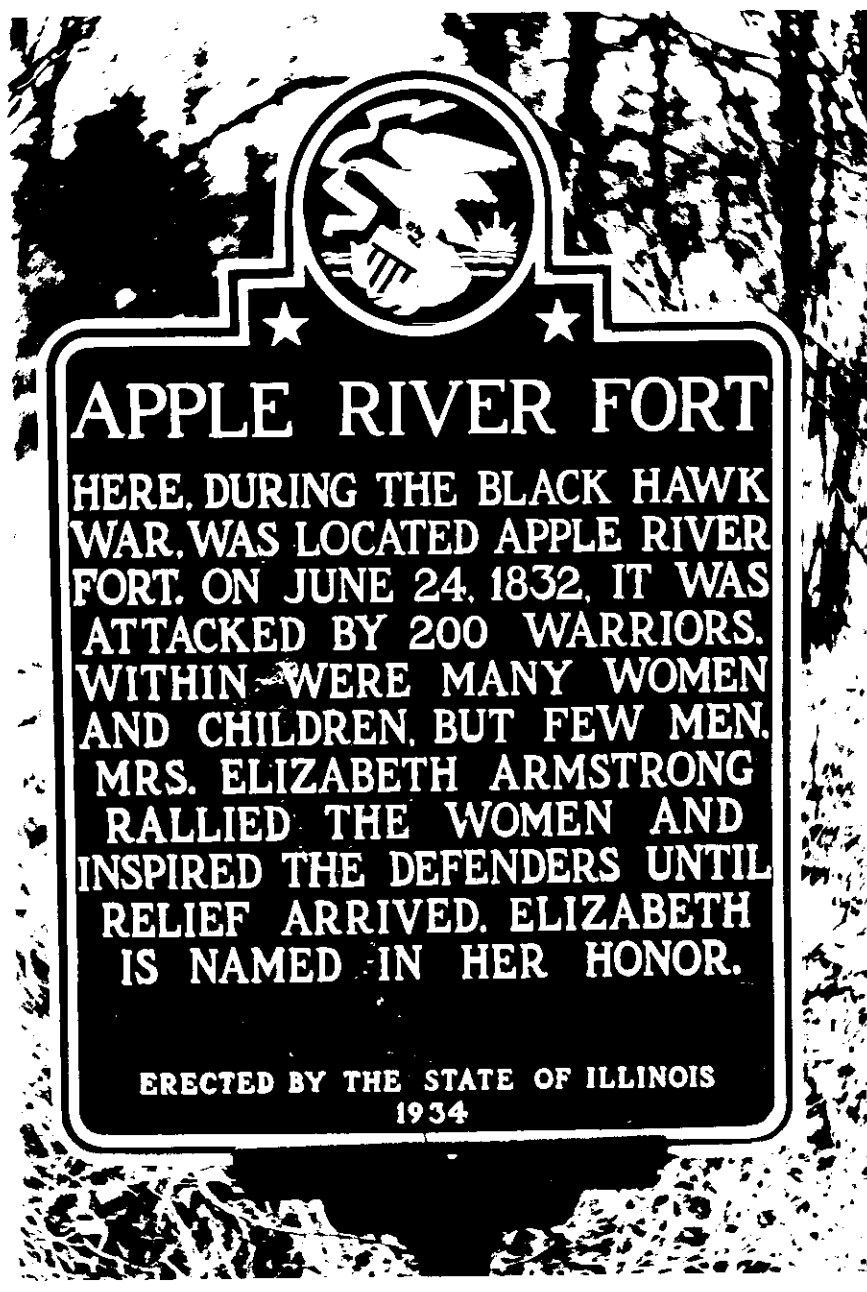 APPLE RIVER FORT
HERE, DURING THE BLACK HAWK
WAR, WAS LOCATED APPLE RIVER
FORT. ON JUNE 24, 1832, IT WAS
ATTACKED BY 200 WARRIORS.
WITHIN WERE MANY WOMEN
AND CHILDREN, BUT FEW MEN.
MRS. ELIZABETH ARMSTRONG
RALLIED THE WOMEN AND
INSPIRED THE DEFENDERS UNTIL
RELIEF ARRIVED. ELIZABETH
IS NAMED IN HER HONOR.
ERECTED BY THE STATE OF ILLINOIS
1934